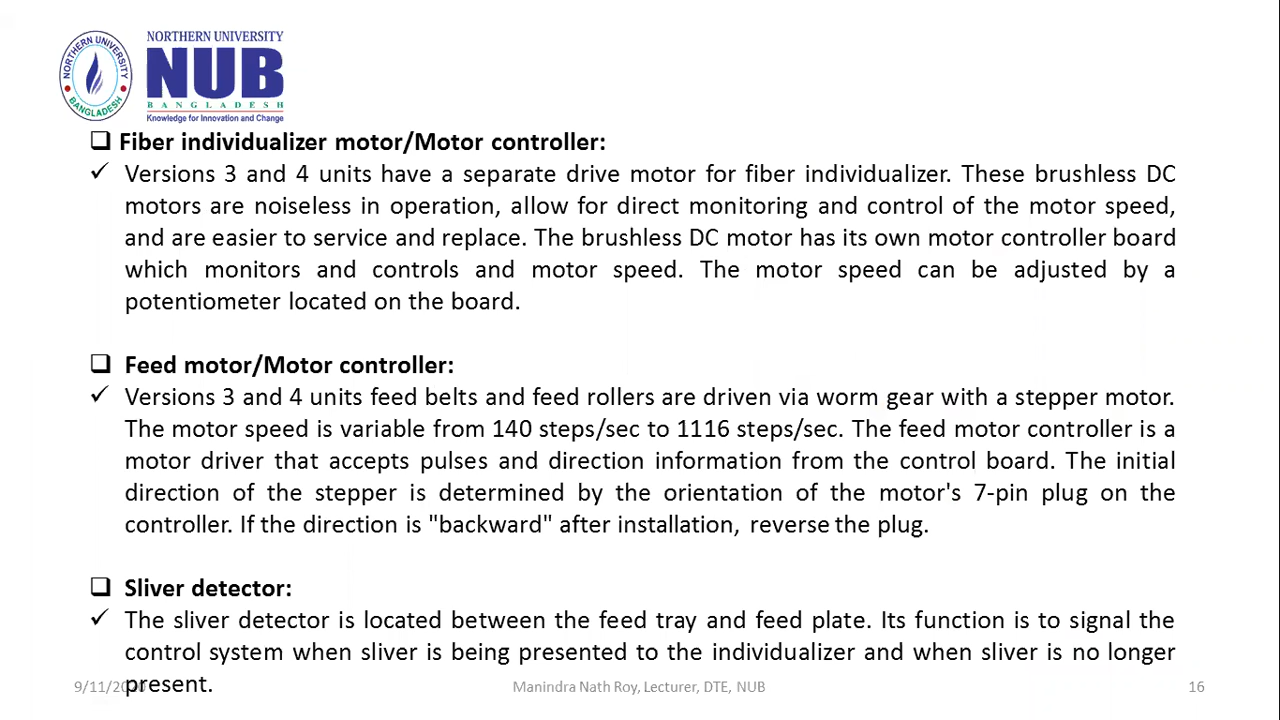 NORTHERN UNIVERSITY
BANGLADESH
NORTHERN UNIVERSITY
NUB
BANGLADESH
Knowledge for Innovation and Change
Fiber individualizer motor/Motor controller:
Versions 3 and 4 units have a separate drive motor for fiber individualizer. These brushless DC
motors are noiseless in operation, allow for direct monitoring and control of the motor speed,
and are easier to service and replace. The brushless DC motor has its own motor controller board
which monitors and controls and motor speed. The motor speed can be adjusted by a
potentiometer located on the board.
Feed motor/Motor controller:
Versions 3 and 4 units feed belts and feed rollers are driven via worm gear with a stepper motor.
The motor speed is variable from 140 steps/sec to 1116 steps/sec. The feed motor controller is a
motor driver that accepts pulses and direction information from the control board. The initial
direction of the stepper is determined by the orientation of the motor's 7-pin plug on the
controller. If the direction is "backward" after installation, reverse the plug.
Sliver detector:
The sliver detector is located between the feed tray and feed plate. Its function is to signal the
control system when sliver is being presented to the individualizer and when sliver is no longer
present.
Manindra Nath Roy, Lecturer, DTE, NUB
16